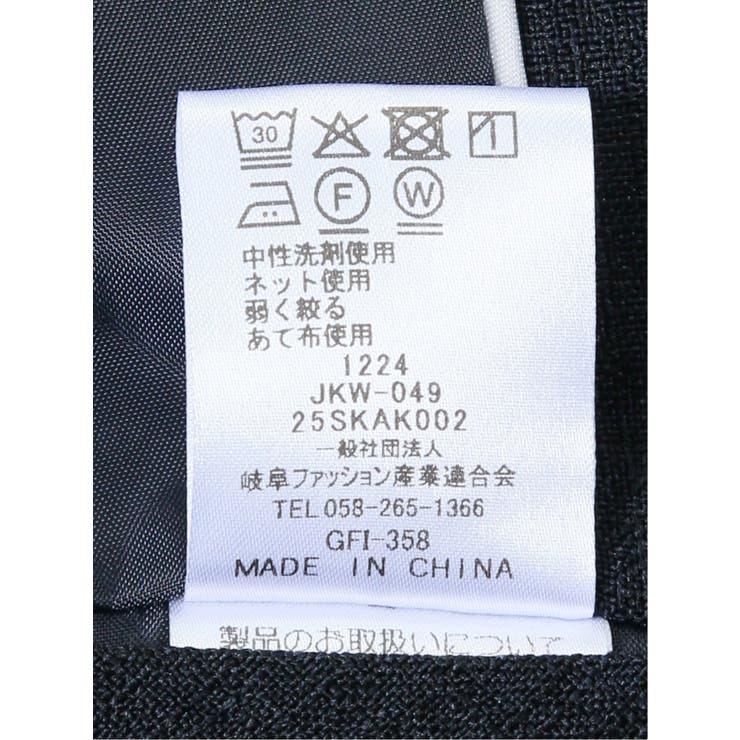 30
F W
中性洗剤使用
ネット使用
弱く絞る
あて布使用
1224
JKW-049
25SKAK002
一般社団法人
岐阜ファッション産業連合会
TEL 058-265-1366
GFI-358
MADE IN CHINA
製品のお取扱いについて